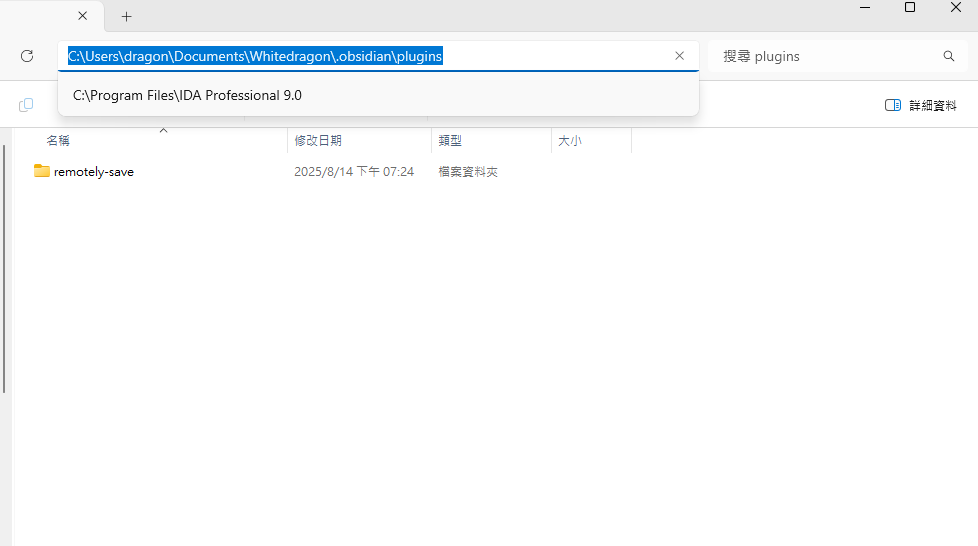 C:\Users\dragon\Documents\Whitedragon\.obsidian\plugins
搜尋 plugins
C:\Program Files\IDA Professional 9.0
詳細資料
名稱 修改日期 類型 大小
remotely-save 2025/8/14 下午 07:24 檔案資料夾